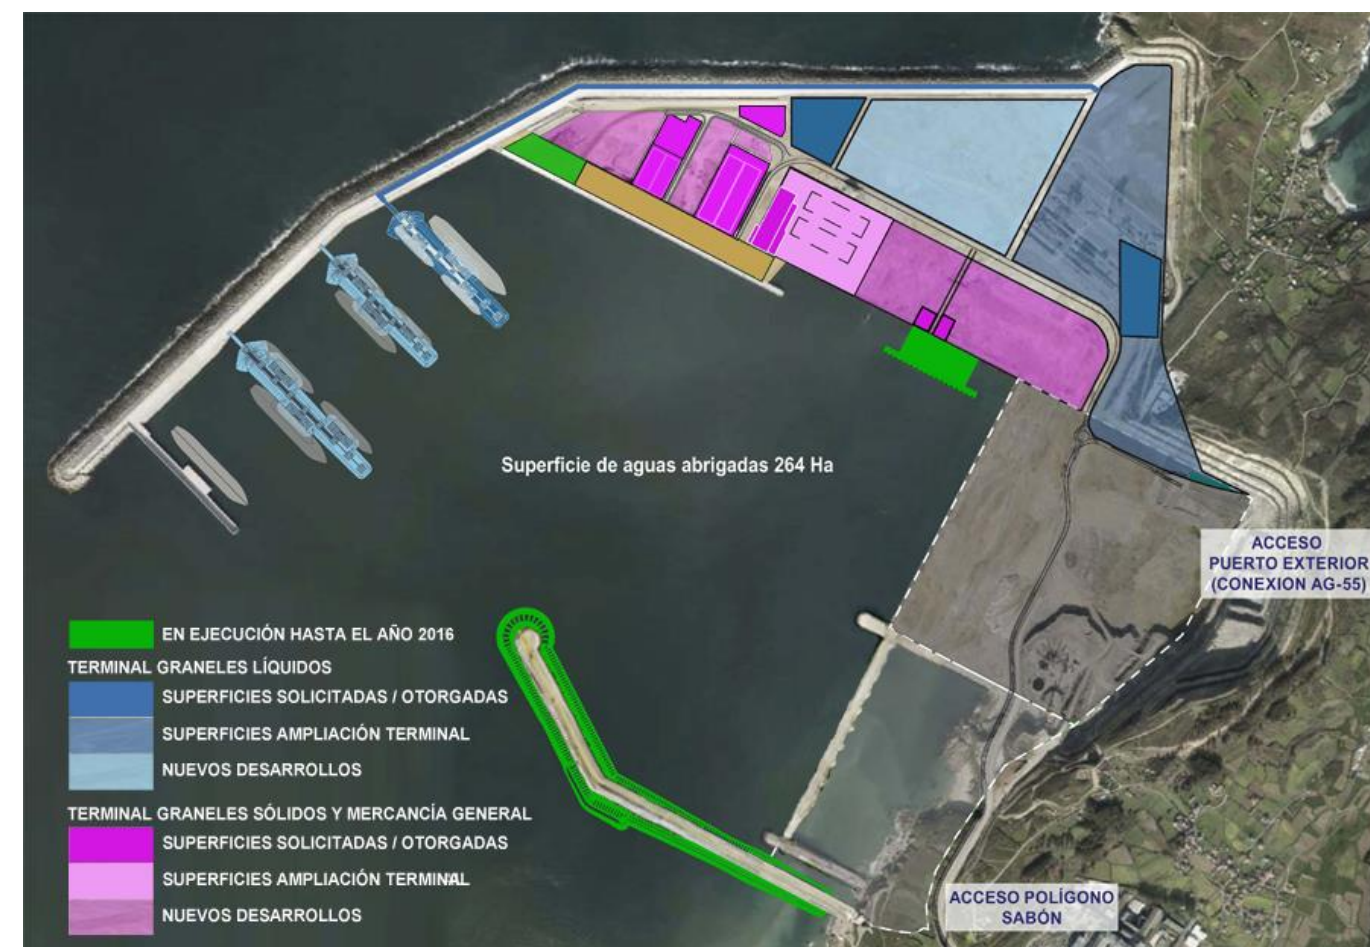 Superficie de aguas abrigadas 264 Ha
ACCESO
PUERTO EXTERIOR
(CONEXION AG-55)
EN EJECUCIÓN HASTA EL AÑO 2016
TERMINAL GRANELES LÍQUIDOS
SUPERFICIES SOLICITADAS / OTORGADAS
SUPERFICIES AMPLIACIÓN TERMINAL
NUEVOS DESARROLLOS
TERMINAL GRANELES SÓLIDOS Y MERCANCÍA GENERAL
SUPERFICIES SOLICITADAS / OTORGADAS
SUPERFICIES AMPLIACIÓN TERMINAL
NUEVOS DESARROLLOS
ACCESO POLÍGONO
SABÓN